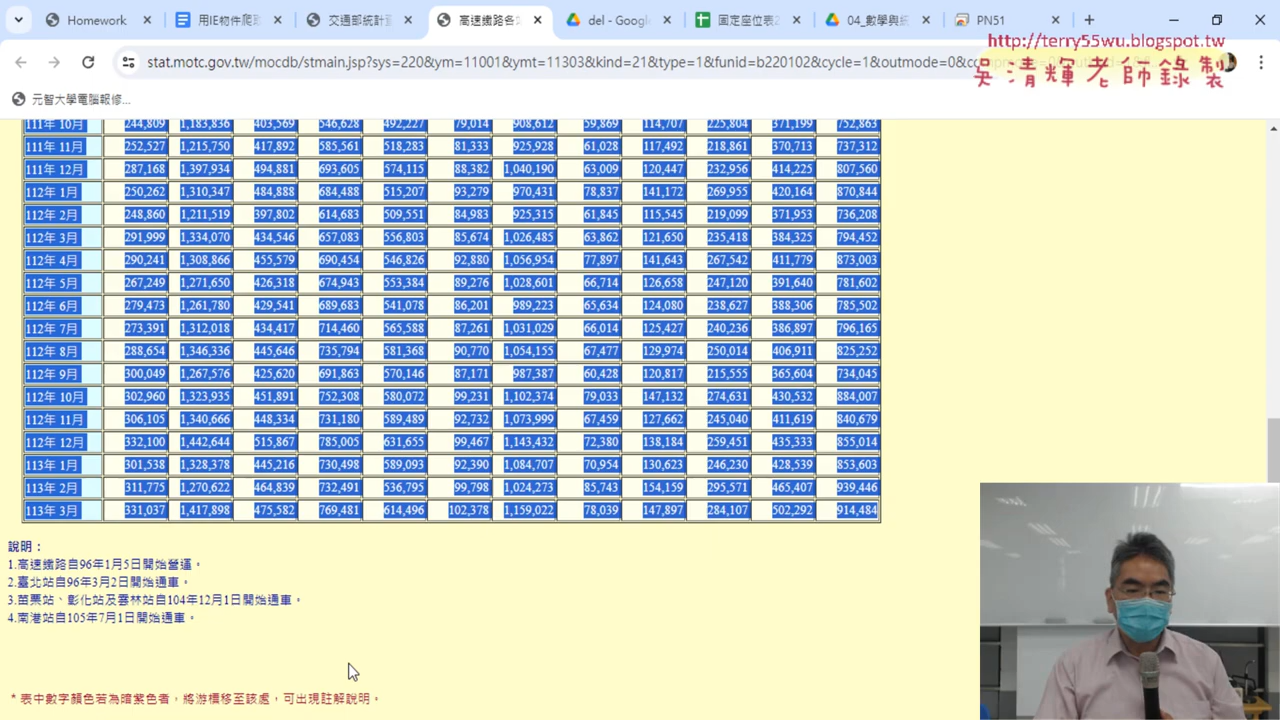 Homework
用IE物件爬取
交通部統計查
高速鐵路各站
del - Google
固定座位表2
04_數學與統
PN51
http://terry55wu.blogspot.tw
stat.motc.gov.tw/mocdb/stmain.jsp?sys=220&ym=11001&ymt=11303&kind=21&type=1&funid=b220102&cycle=1&outmode=0&co
吳清輝老師錄製
元智大學電腦報修...
111年 10月 244,809 1,183,836 403,569 546,628 492,227 79,014 908,612 59,869 114,707 225,804 371,199 752,863
111年 11月 252,527 1,215,750 417,892 585,561 518,283 81,333 925,928 61,028 117,492 218,861 370,713 737,312
111年 12月 287,168 1,397,934 494,881 693,605 574,115 88,382 1,040,190 63,009 120,447 232,956 414,225 807,560
112年 1月 250,262 1,310,347 484,888 684,488 515,207 93,279 970,431 78,837 141,172 269,955 420,164 870,844
112年 2月 248,860 1,211,519 397,802 614,683 509,551 84,983 925,315 61,845 115,545 219,099 371,953 736,208
112年 3月 291,999 1,334,070 434,546 657,083 556,803 85,674 1,026,485 63,862 121,650 235,418 384,325 794,452
112年 4月 290,241 1,308,866 455,579 690,454 546,826 92,880 1,056,954 77,897 141,643 267,542 411,779 873,003
112年 5月 267,249 1,271,650 426,318 674,943 553,384 89,276 1,028,601 66,714 126,658 247,120 391,640 781,602
112年 6月 279,473 1,261,780 429,541 689,683 541,078 86,201 989,223 65,634 124,080 238,627 388,306 785,502
112年 7月 273,391 1,312,018 434,417 714,460 565,588 87,261 1,031,029 66,014 125,427 240,236 386,897 796,165
112年 8月 288,654 1,346,336 445,646 735,794 581,368 90,770 1,054,155 67,477 129,974 250,014 406,911 825,252
112年 9月 300,049 1,267,576 425,620 691,863 570,146 87,171 987,387 60,428 120,817 215,555 365,604 734,045
112年 10月 302,960 1,323,935 451,891 752,308 580,072 99,231 1,102,374 79,033 147,132 274,631 430,532 884,007
112年 11月 306,105 1,340,666 448,334 731,180 589,489 92,732 1,073,999 67,459 127,662 245,040 411,619 840,679
112年 12月 332,100 1,442,644 515,867 785,005 631,655 99,467 1,143,432 72,380 138,184 259,451 435,333 855,014
113年 1月 301,538 1,328,378 445,216 730,498 589,093 92,390 1,084,707 70,954 130,623 246,230 428,539 853,603
113年 2月 311,775 1,270,622 464,839 732,491 536,795 99,798 1,024,273 85,743 154,159 295,571 465,407 939,446
113年 3月 331,037 1,417,898 475,582 769,481 614,496 102,378 1,159,022 78,039 147,897 284,107 502,292 914,484
說明：
1.高速鐵路自96年1月5日開始營運。
2.臺北站自96年3月2日開始通車。
3.苗栗站、彰化站及雲林站自104年12月1日開始通車。
4.南港站自105年7月1日開始通車。
* 表中數字顏色若為暗紫色者，將游標移至該處，可出現註解說明。